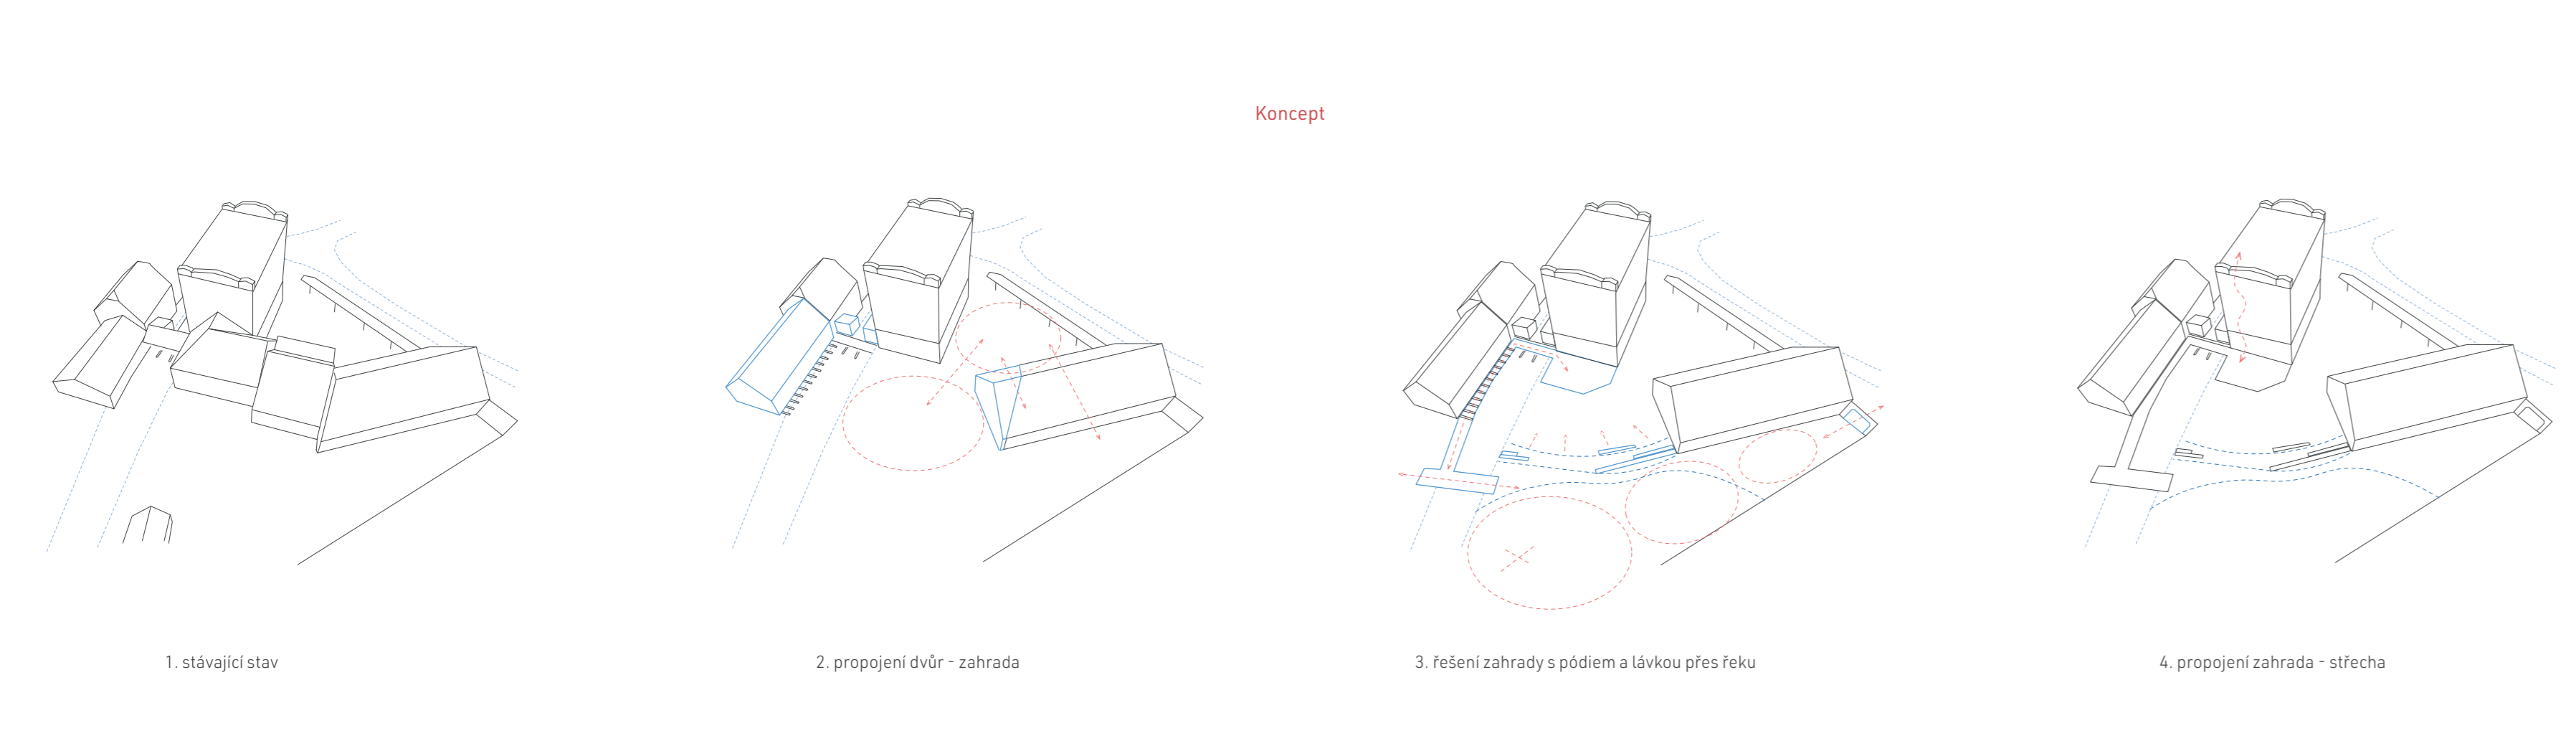 Koncept
1. stávající stav
2. propojení dvůr - zahrada
3. řešení zahrady s pódiem a lávkou přes řeku
4. propojení zahrada - střecha